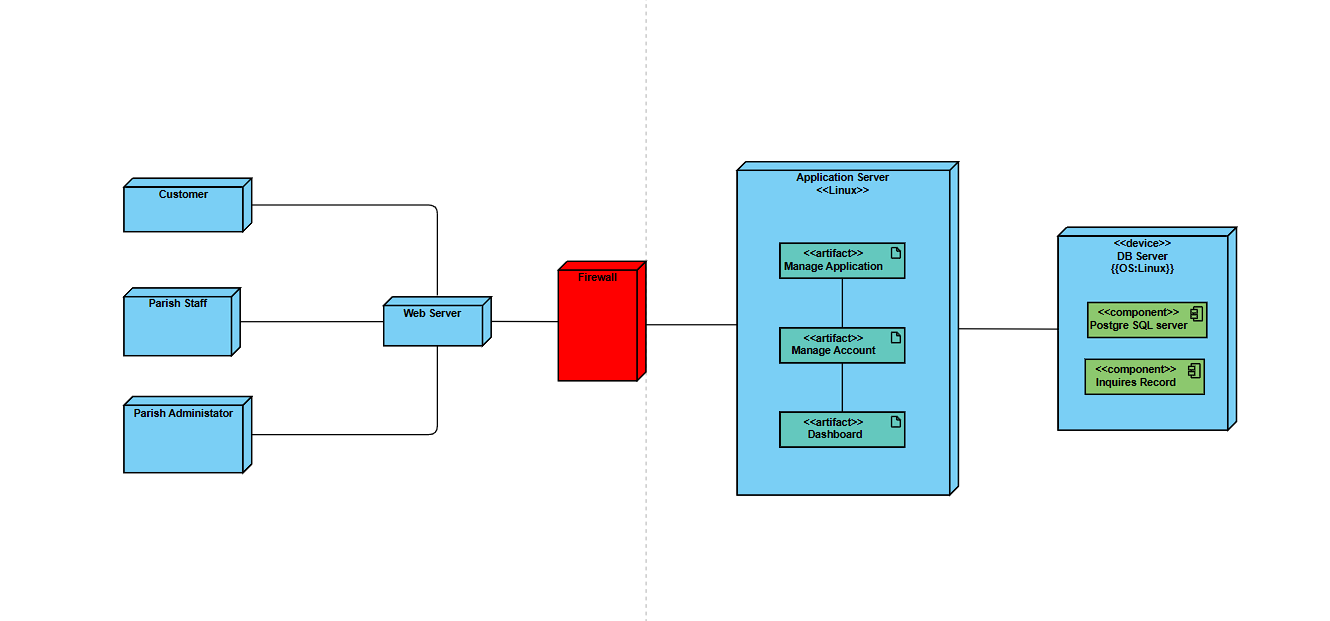 Customer
Parish Staff
Parish Administator
Web Server
Firewall
Application Server
<<Linux>>
<<artifact>>
Manage Application
<<artifact>>
Manage Account
<<artifact>>
Dashboard
<<device>>
DB Server
{{OS:Linux}}
<<component>>
Postgre SQL server
<<component>>
Inquires Record